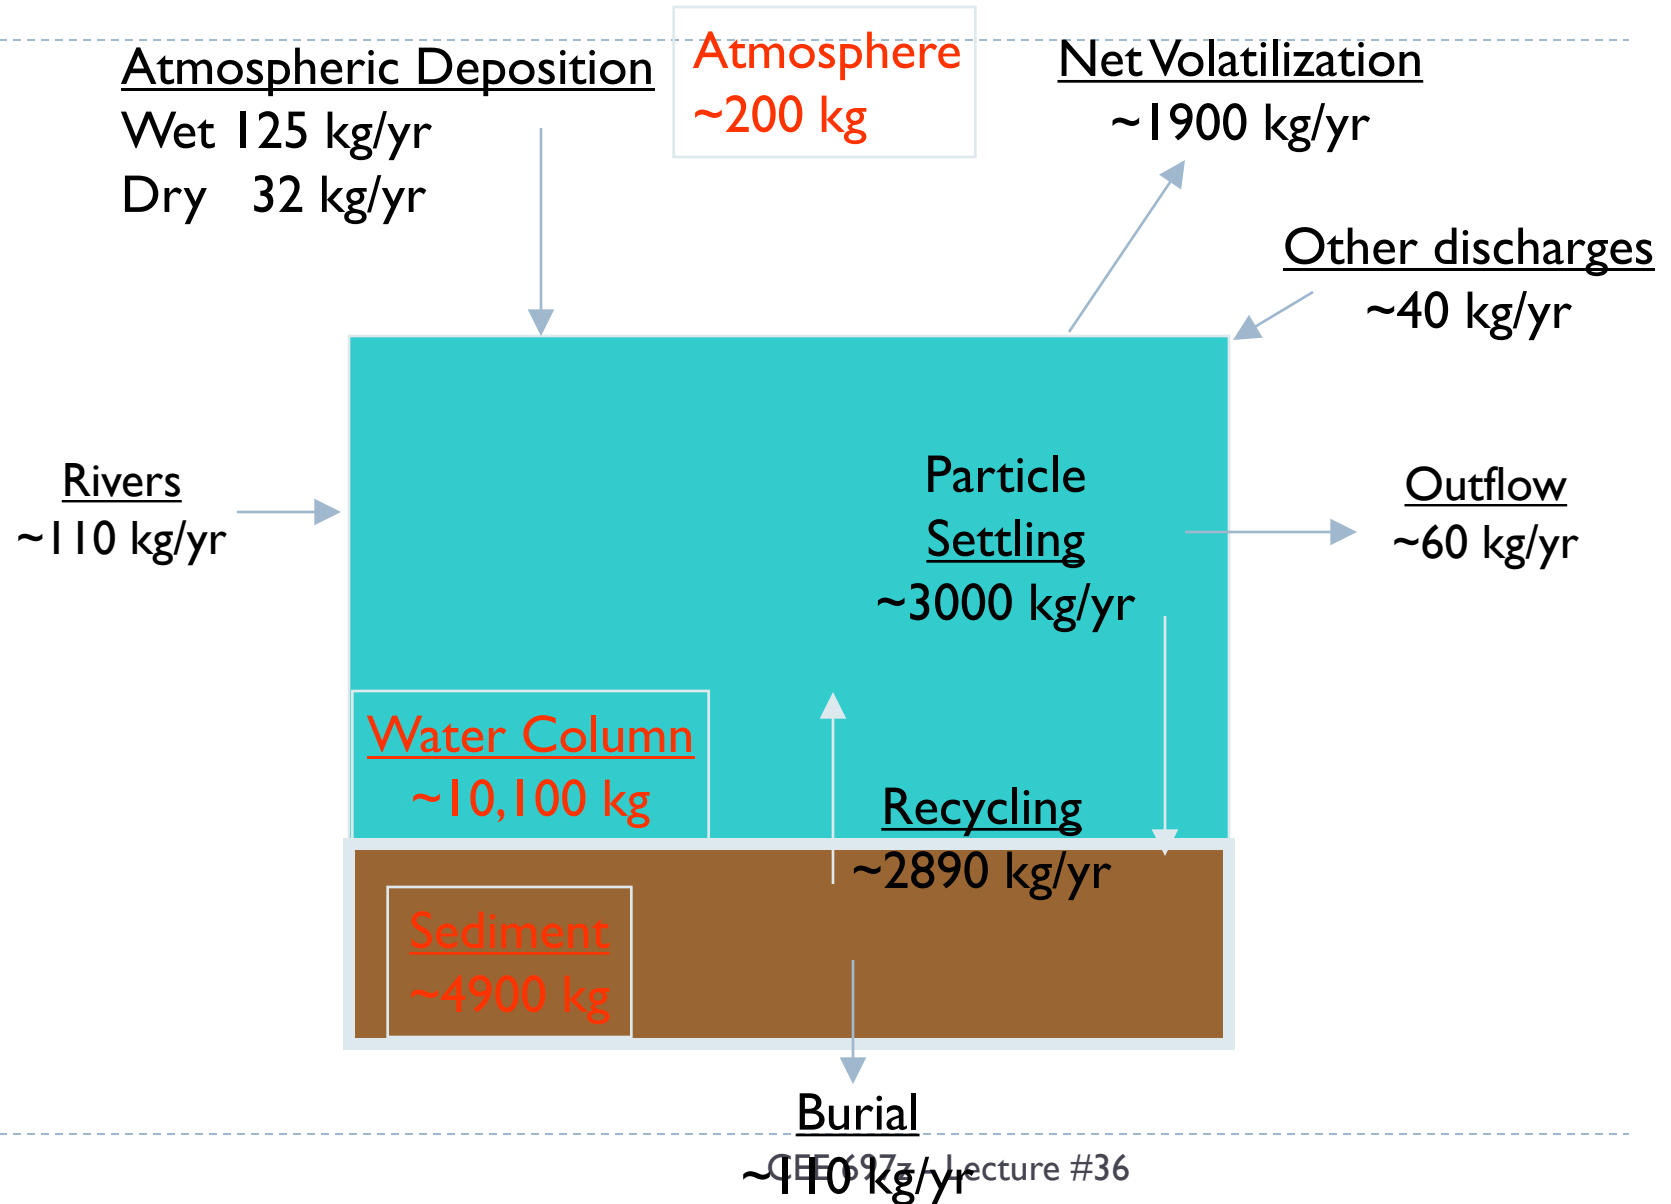 Atmospheric Deposition
Wet 125 kg/yr
Dry 32 kg/yr
Atmosphere
~200 kg
Net Volatilization
~1900 kg/yr
Other discharges
~40 kg/yr
Rivers
~110 kg/yr
Particle
Settling
~3000 kg/yr
Outflow
~60 kg/yr
Water Column
~10,100 kg
Recycling
~2890 kg/yr
Sediment
~4900 kg
Burial
~110 kg/yr
CEE 697z - Lecture #36